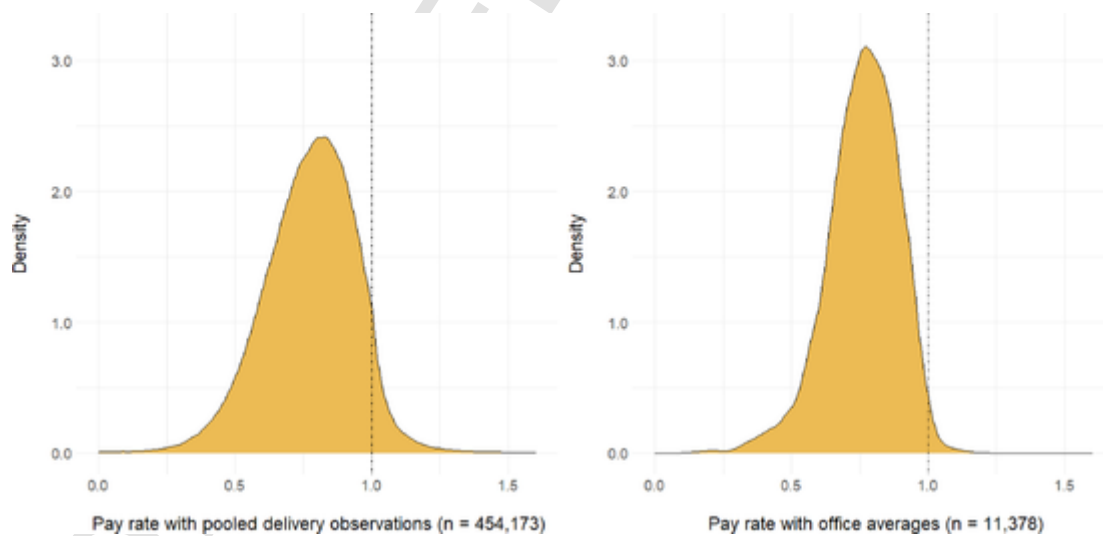 3.0
2.0
1.0
0.0
Density
0.0 0.5 1.0 1.5
Pay rate with pooled delivery observations (n = 454,173)
3.0
2.0
1.0
0.0
Density
0.0 0.5 1.0 1.5
Pay rate with office averages (n = 11,378)